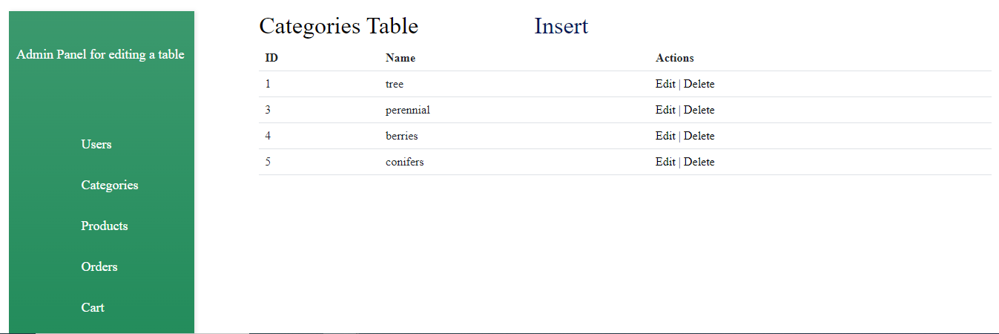 Admin Panel for editing a table
Users
Categories
Products
Orders
Cart
Categories Table Insert
ID Name Actions
1 tree Edit | Delete
3 perennial Edit | Delete
4 berries Edit | Delete
5 conifers Edit | Delete